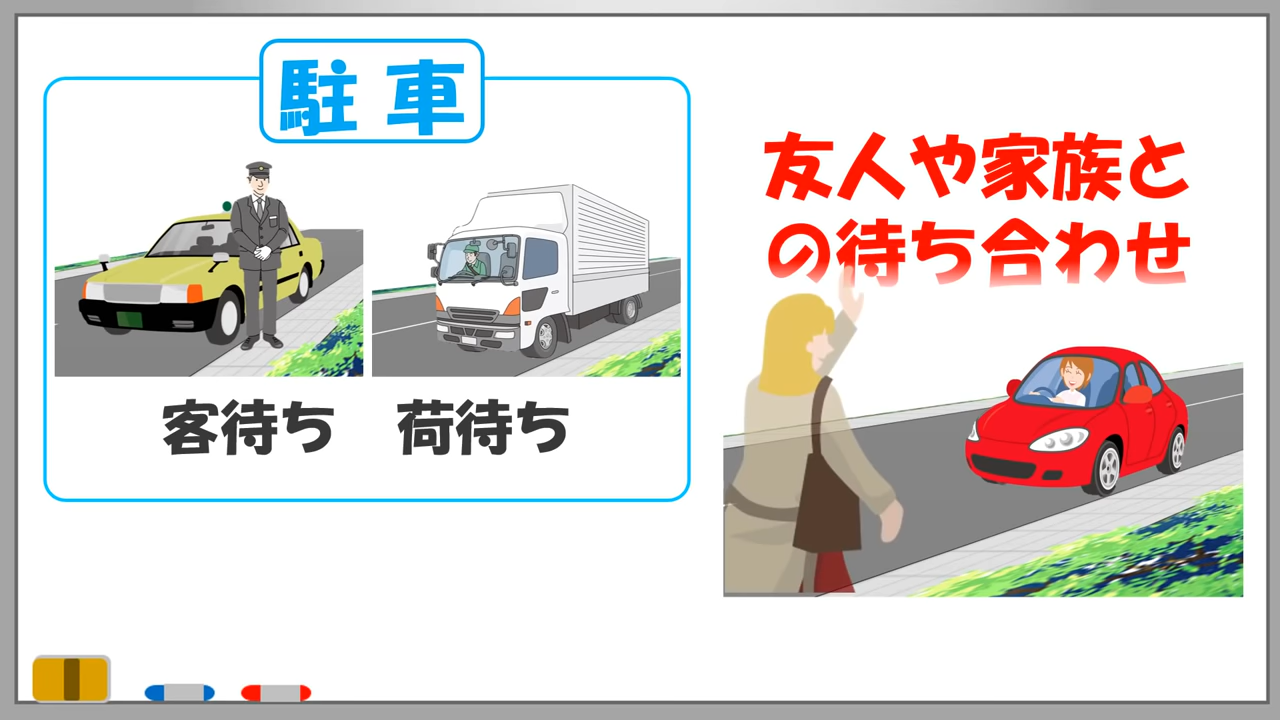 駐車
客待ち 荷待ち
友人や家族と
の待ち合わせ